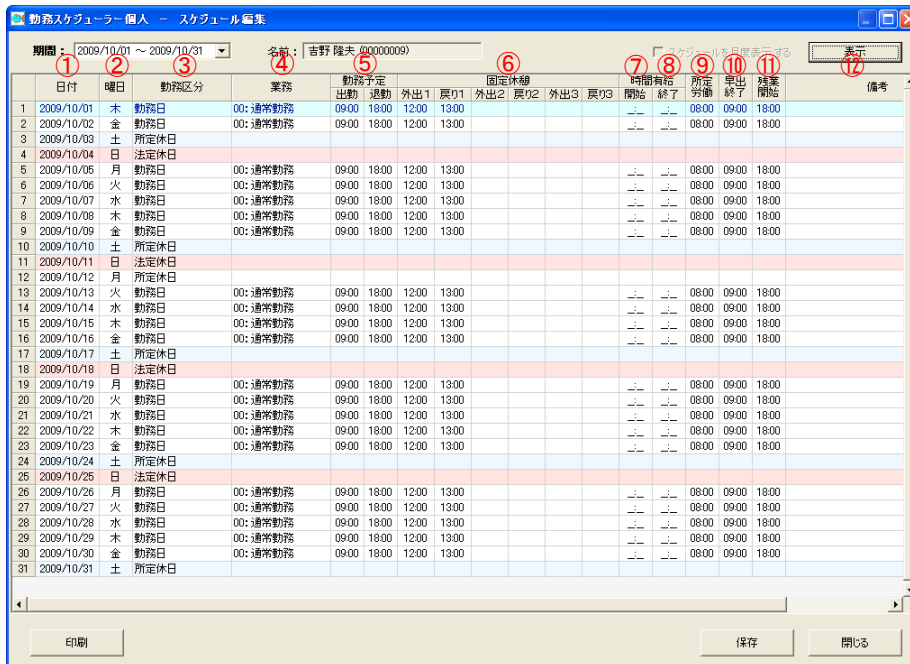 勤務スケジューラー個人 － スケジュール編集
期間： 2009/10/01 ～ 2009/10/31 名前： 吉野 隆夫 (00000009) スケジュールを月度表示する 表示
① ② ③ ④ ⑤ ⑥ ⑦ ⑧ ⑨ ⑩ ⑪ ⑫
勤務予定 固定休憩 時間有給 所定 早出 残業
日付 曜日 勤務区分 業務 出勤 退勤 外出1 戻り1 外出2 戻り2 外出3 戻り3 開始 終了 労働 終了 開始 備考
1 2009/10/01 木 勤務日 00:通常勤務 09:00 18:00 12:00 13:00 _:_ _:_ 08:00 09:00 18:00
2 2009/10/02 金 勤務日 00:通常勤務 09:00 18:00 12:00 13:00 _:_ _:_ 08:00 09:00 18:00
3 2009/10/03 土 所定休日
4 2009/10/04 日 法定休日
5 2009/10/05 月 勤務日 00:通常勤務 09:00 18:00 12:00 13:00 _:_ _:_ 08:00 09:00 18:00
6 2009/10/06 火 勤務日 00:通常勤務 09:00 18:00 12:00 13:00 _:_ _:_ 08:00 09:00 18:00
7 2009/10/07 水 勤務日 00:通常勤務 09:00 18:00 12:00 13:00 _:_ _:_ 08:00 09:00 18:00
8 2009/10/08 木 勤務日 00:通常勤務 09:00 18:00 12:00 13:00 _:_ _:_ 08:00 09:00 18:00
9 2009/10/09 金 勤務日 00:通常勤務 09:00 18:00 12:00 13:00 _:_ _:_ 08:00 09:00 18:00
10 2009/10/10 土 所定休日
11 2009/10/11 日 法定休日
12 2009/10/12 月 所定休日
13 2009/10/13 火 勤務日 00:通常勤務 09:00 18:00 12:00 13:00 _:_ _:_ 08:00 09:00 18:00
14 2009/10/14 水 勤務日 00:通常勤務 09:00 18:00 12:00 13:00 _:_ _:_ 08:00 09:00 18:00
15 2009/10/15 木 勤務日 00:通常勤務 09:00 18:00 12:00 13:00 _:_ _:_ 08:00 09:00 18:00
16 2009/10/16 金 勤務日 00:通常勤務 09:00 18:00 12:00 13:00 _:_ _:_ 08:00 09:00 18:00
17 2009/10/17 土 所定休日
18 2009/10/18 日 法定休日
19 2009/10/19 月 勤務日 00:通常勤務 09:00 18:00 12:00 13:00 _:_ _:_ 08:00 09:00 18:00
20 2009/10/20 火 勤務日 00:通常勤務 09:00 18:00 12:00 13:00 _:_ _:_ 08:00 09:00 18:00
21 2009/10/21 水 勤務日 00:通常勤務 09:00 18:00 12:00 13:00 _:_ _:_ 08:00 09:00 18:00
22 2009/10/22 木 勤務日 00:通常勤務 09:00 18:00 12:00 13:00 _:_ _:_ 08:00 09:00 18:00
23 2009/10/23 金 勤務日 00:通常勤務 09:00 18:00 12:00 13:00 _:_ _:_ 08:00 09:00 18:00
24 2009/10/24 土 所定休日
25 2009/10/25 日 法定休日
26 2009/10/26 月 勤務日 00:通常勤務 09:00 18:00 12:00 13:00 _:_ _:_ 08:00 09:00 18:00
27 2009/10/27 火 勤務日 00:通常勤務 09:00 18:00 12:00 13:00 _:_ _:_ 08:00 09:00 18:00
28 2009/10/28 水 勤務日 00:通常勤務 09:00 18:00 12:00 13:00 _:_ _:_ 08:00 09:00 18:00
29 2009/10/29 木 勤務日 00:通常勤務 09:00 18:00 12:00 13:00 _:_ _:_ 08:00 09:00 18:00
30 2009/10/30 金 勤務日 00:通常勤務 09:00 18:00 12:00 13:00 _:_ _:_ 08:00 09:00 18:00
31 2009/10/31 土 所定休日
印刷 保存 閉じる